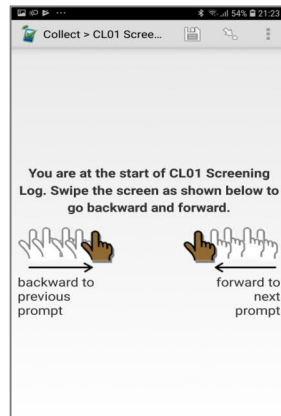 54% 21:23
Collect > CL01 Scree...
You are at the start of CL01 Screening
Log. Swipe the screen as shown below to
go backward and forward.
backward to
previous
prompt
forward to
next
prompt